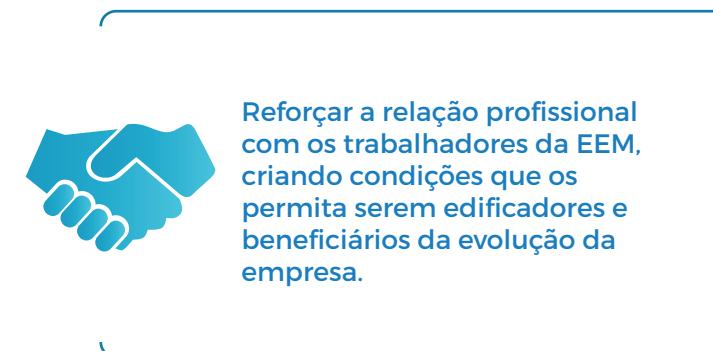 Reforçar a relação profissional
com os trabalhadores da EEM,
criando condições que os
permita serem edificadores e
beneficiários da evolução da
empresa.